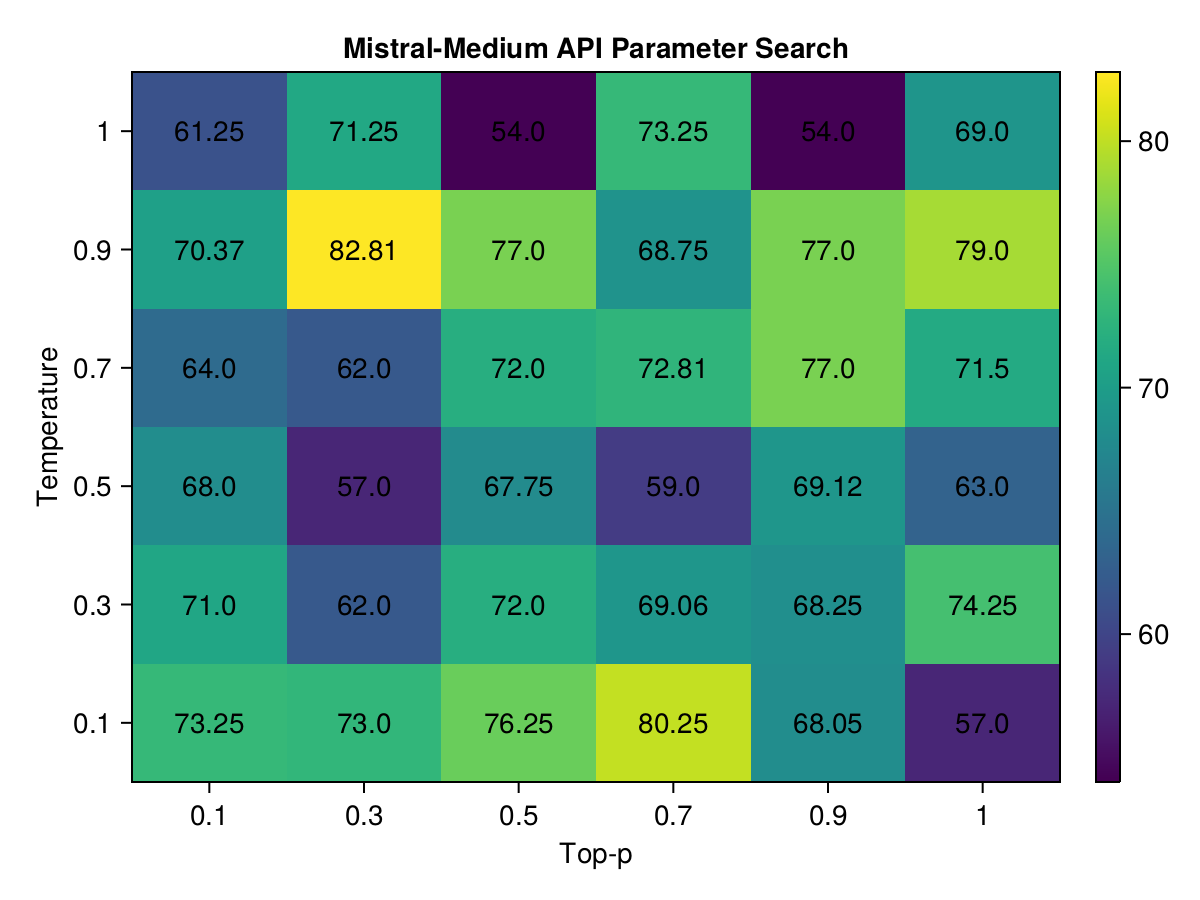 Mistral-Medium API Parameter Search
1 61.25 71.25 54.0 73.25 54.0 69.0
80
0.9 70.37 82.81 77.0 68.75 77.0 79.0
0.7 64.0 62.0 72.0 72.81 77.0 71.5
70
Temperature
0.5 68.0 57.0 67.75 59.0 69.12 63.0
0.3 71.0 62.0 72.0 69.06 68.25 74.25
60
0.1 73.25 73.0 76.25 80.25 68.05 57.0
0.1 0.3 0.5 0.7 0.9 1
Top-p